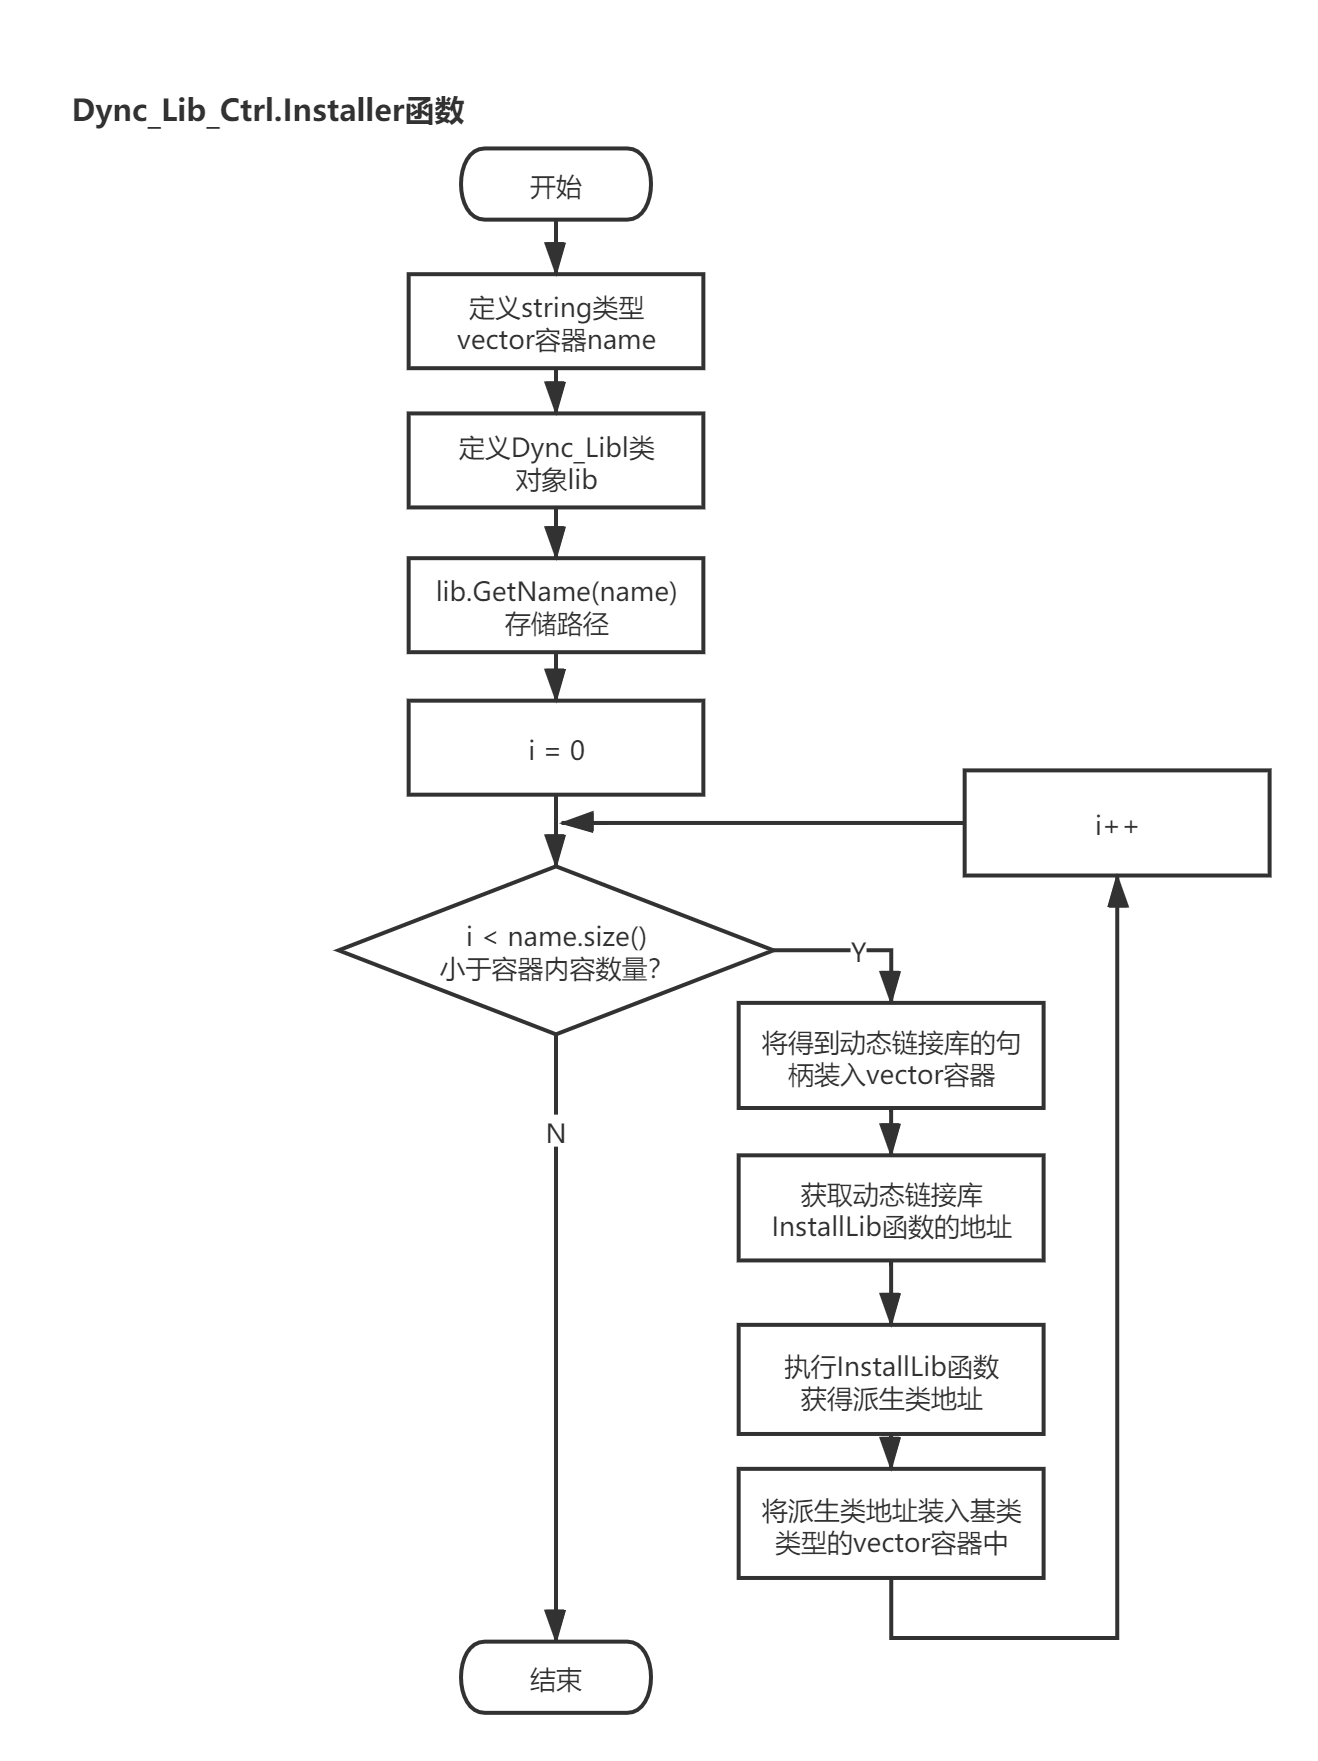 Dync_Lib_Ctrl.Installer函数
开始
定义string类型
vector容器name
定义Dync_Libl类
对象lib
lib.GetName(name)
存储路径
i = 0
i++
i < name.size()
小于容器内容数量?
Y
将得到动态链接库的句
柄装入vector容器
N
获取动态链接库
InstallLib函数的地址
执行InstallLib函数
获得派生类地址
将派生类地址装入基类
类型的vector容器中
结束